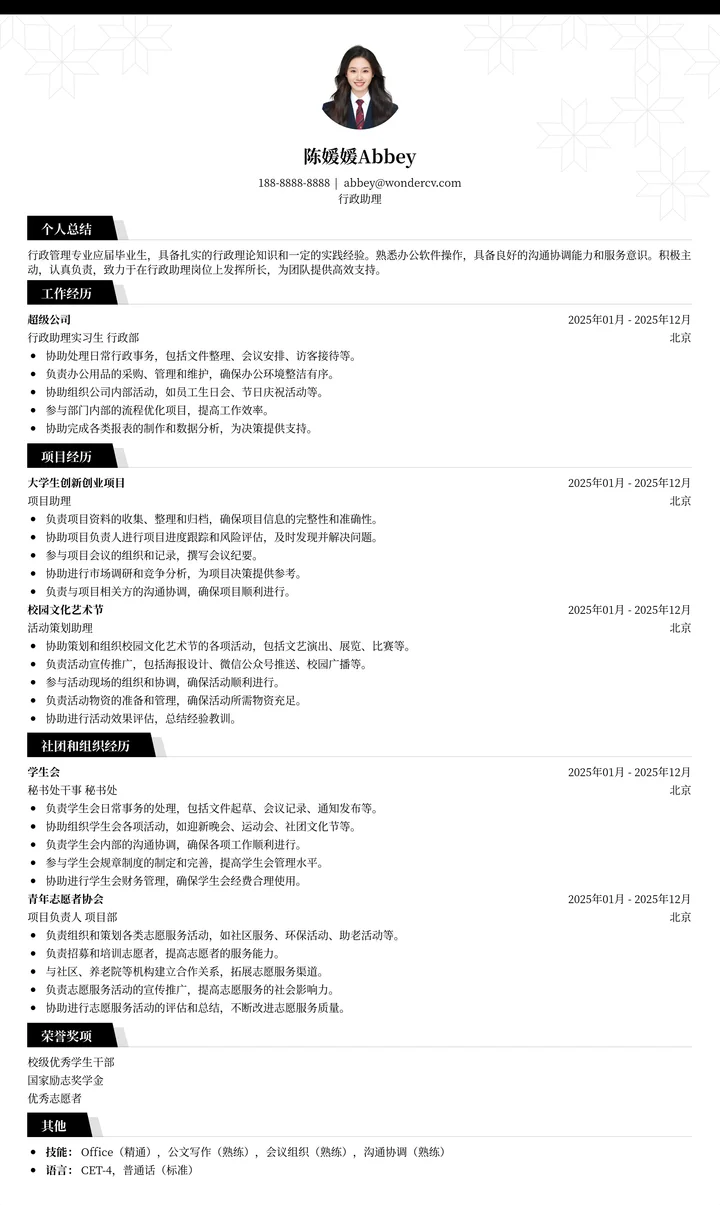 陈媛媛Abbey
188-8888-8888 | abbey@wondercv.com
行政助理
个人总结
行政管理专业应届毕业生，具备扎实的行政理论知识和一定的实践经验。熟悉办公软件操作，具备良好的沟通协调能力和服务意识。积极主
动，认真负责，致力于在行政助理岗位上发挥所长，为团队提供高效支持。
工作经历
超级公司 2025年01月 - 2025年12月
行政助理实习生 行政部 北京
● 协助处理日常行政事务，包括文件整理、会议安排、访客接待等。
● 负责办公用品的采购、管理和维护，确保办公环境整洁有序。
● 协助组织公司内部活动，如员工生日会、节日庆祝活动等。
● 参与部门内部的流程优化项目，提高工作效率。
● 协助完成各类报表的制作和数据分析，为决策提供支持。
项目经历
大学生创新创业项目 2025年01月 - 2025年12月
项目助理 北京
● 负责项目资料的收集、整理和归档，确保项目信息的完整性和准确性。
● 协助项目负责人进行项目进度跟踪和风险评估，及时发现并解决问题。
● 参与项目会议的组织和记录，撰写会议纪要。
● 协助进行市场调研和竞争分析，为项目决策提供参考。
● 负责与项目相关方的沟通协调，确保项目顺利进行。
校园文化艺术节 2025年01月 - 2025年12月
活动策划助理 北京
● 协助策划和组织校园文化艺术节的各项活动，包括文艺演出、展览、比赛等。
● 负责活动宣传推广，包括海报设计、微信公众号推送、校园广播等。
● 参与活动现场的组织和协调，确保活动顺利进行。
● 负责活动物资的准备和管理，确保活动所需物资充足。
● 协助进行活动效果评估，总结经验教训。
社团和组织经历
学生会 2025年01月 - 2025年12月
秘书处干事 秘书处 北京
● 负责学生会日常事务的处理，包括文件起草、会议记录、通知发布等。
● 协助组织学生会各项活动，如迎新晚会、运动会、社团文化节等。
● 负责学生会内部的沟通协调，确保各项工作顺利进行。
● 参与学生会规章制度的制定和完善，提高学生会管理水平。
● 协助进行学生会财务管理，确保学生会经费合理使用。
青年志愿者协会 2025年01月 - 2025年12月
项目负责人 项目部 北京
● 负责组织和策划各类志愿服务活动，如社区服务、环保活动、助老活动等。
● 负责招募和培训志愿者，提高志愿者的服务能力。
● 与社区、养老院等机构建立合作关系，拓展志愿服务渠道。
● 负责志愿服务活动的宣传推广，提高志愿服务的社会影响力。
● 协助进行志愿服务活动的评估和总结，不断改进志愿服务质量。
荣誉奖项
校级优秀学生干部
国家励志奖学金
优秀志愿者
其他
● 技能： Office（精通），公文写作（熟练），会议组织（熟练），沟通协调（熟练）
● 语言： CET-4，普通话（标准）